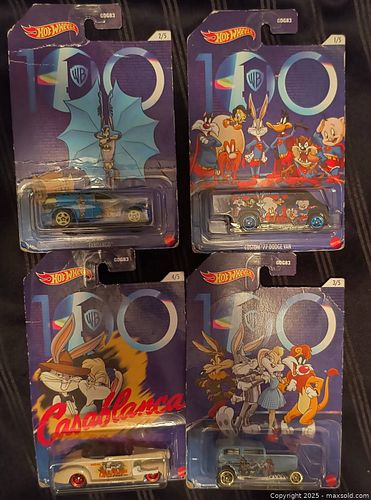 HOT WHEELS
GDG83
2/5
100
WB
HOT WHEELS
GDG83
1/5
100
WB
CUSTOM '77 DODGE VAN
HOT WHEELS
GDG83
4/5
100
WB
Casablanca
HOT WHEELS
GDG83
3/5
100
WB
Copyright 2025 - maxsold.com